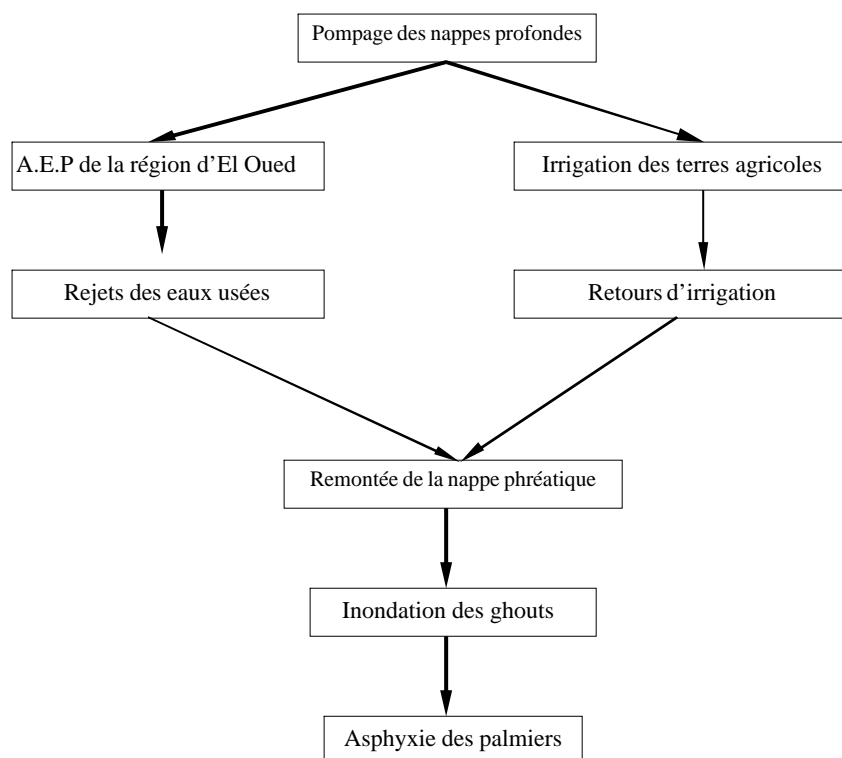 Pompage des nappes profondes
A.E.P de la région d’El Oued
Irrigation des terres agricoles
Rejets des eaux usées
Retours d’irrigation
Remontée de la nappe phréatique
Inondation des ghouts
Asphyxie des palmiers